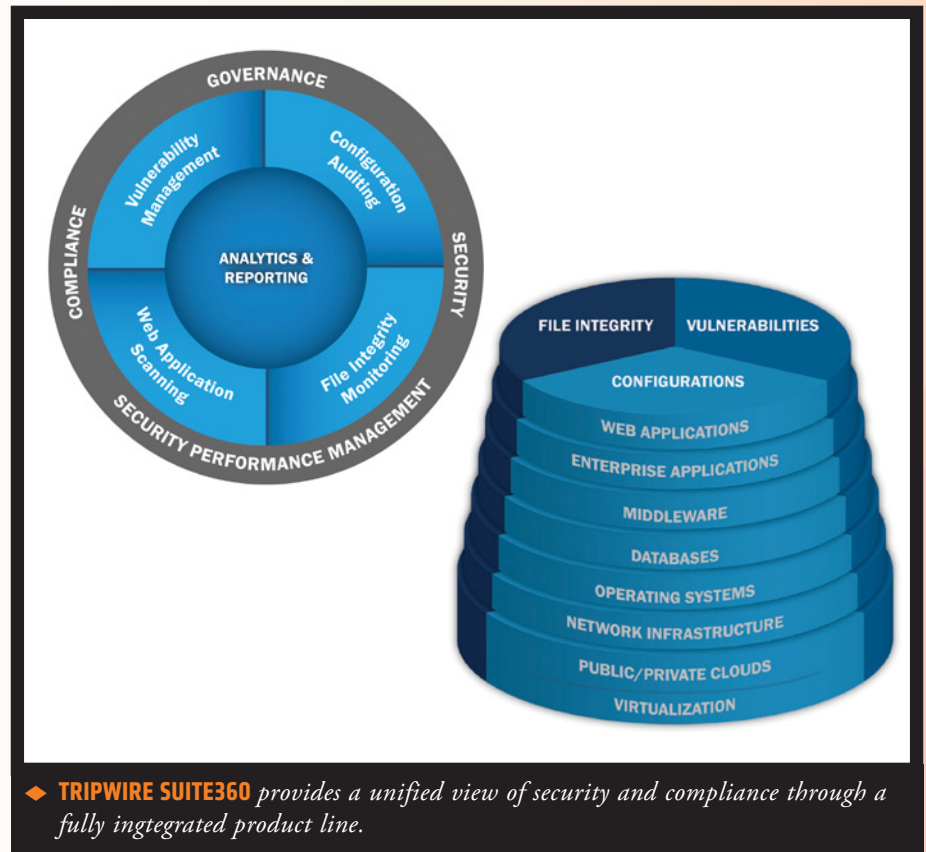 GOVERNANCE
Vulnerability
Management
Configuration
Auditing
COMPLIANCE
SECURITY
ANALYTICS &
REPORTING
Web Application
Scanning
File Integrity
Monitoring
SECURITY PERFORMANCE MANAGEMENT
FILE INTEGRITY
VULNERABILITIES
CONFIGURATIONS
WEB APPLICATIONS
ENTERPRISE APPLICATIONS
MIDDLEWARE
DATABASES
OPERATING SYSTEMS
NETWORK INFRASTRUCTURE
PUBLIC/PRIVATE CLOUDS
VIRTUALIZATION
TRIPWIRE SUITE360 provides a unified view of security and compliance through a
fully ingtegrated product line.